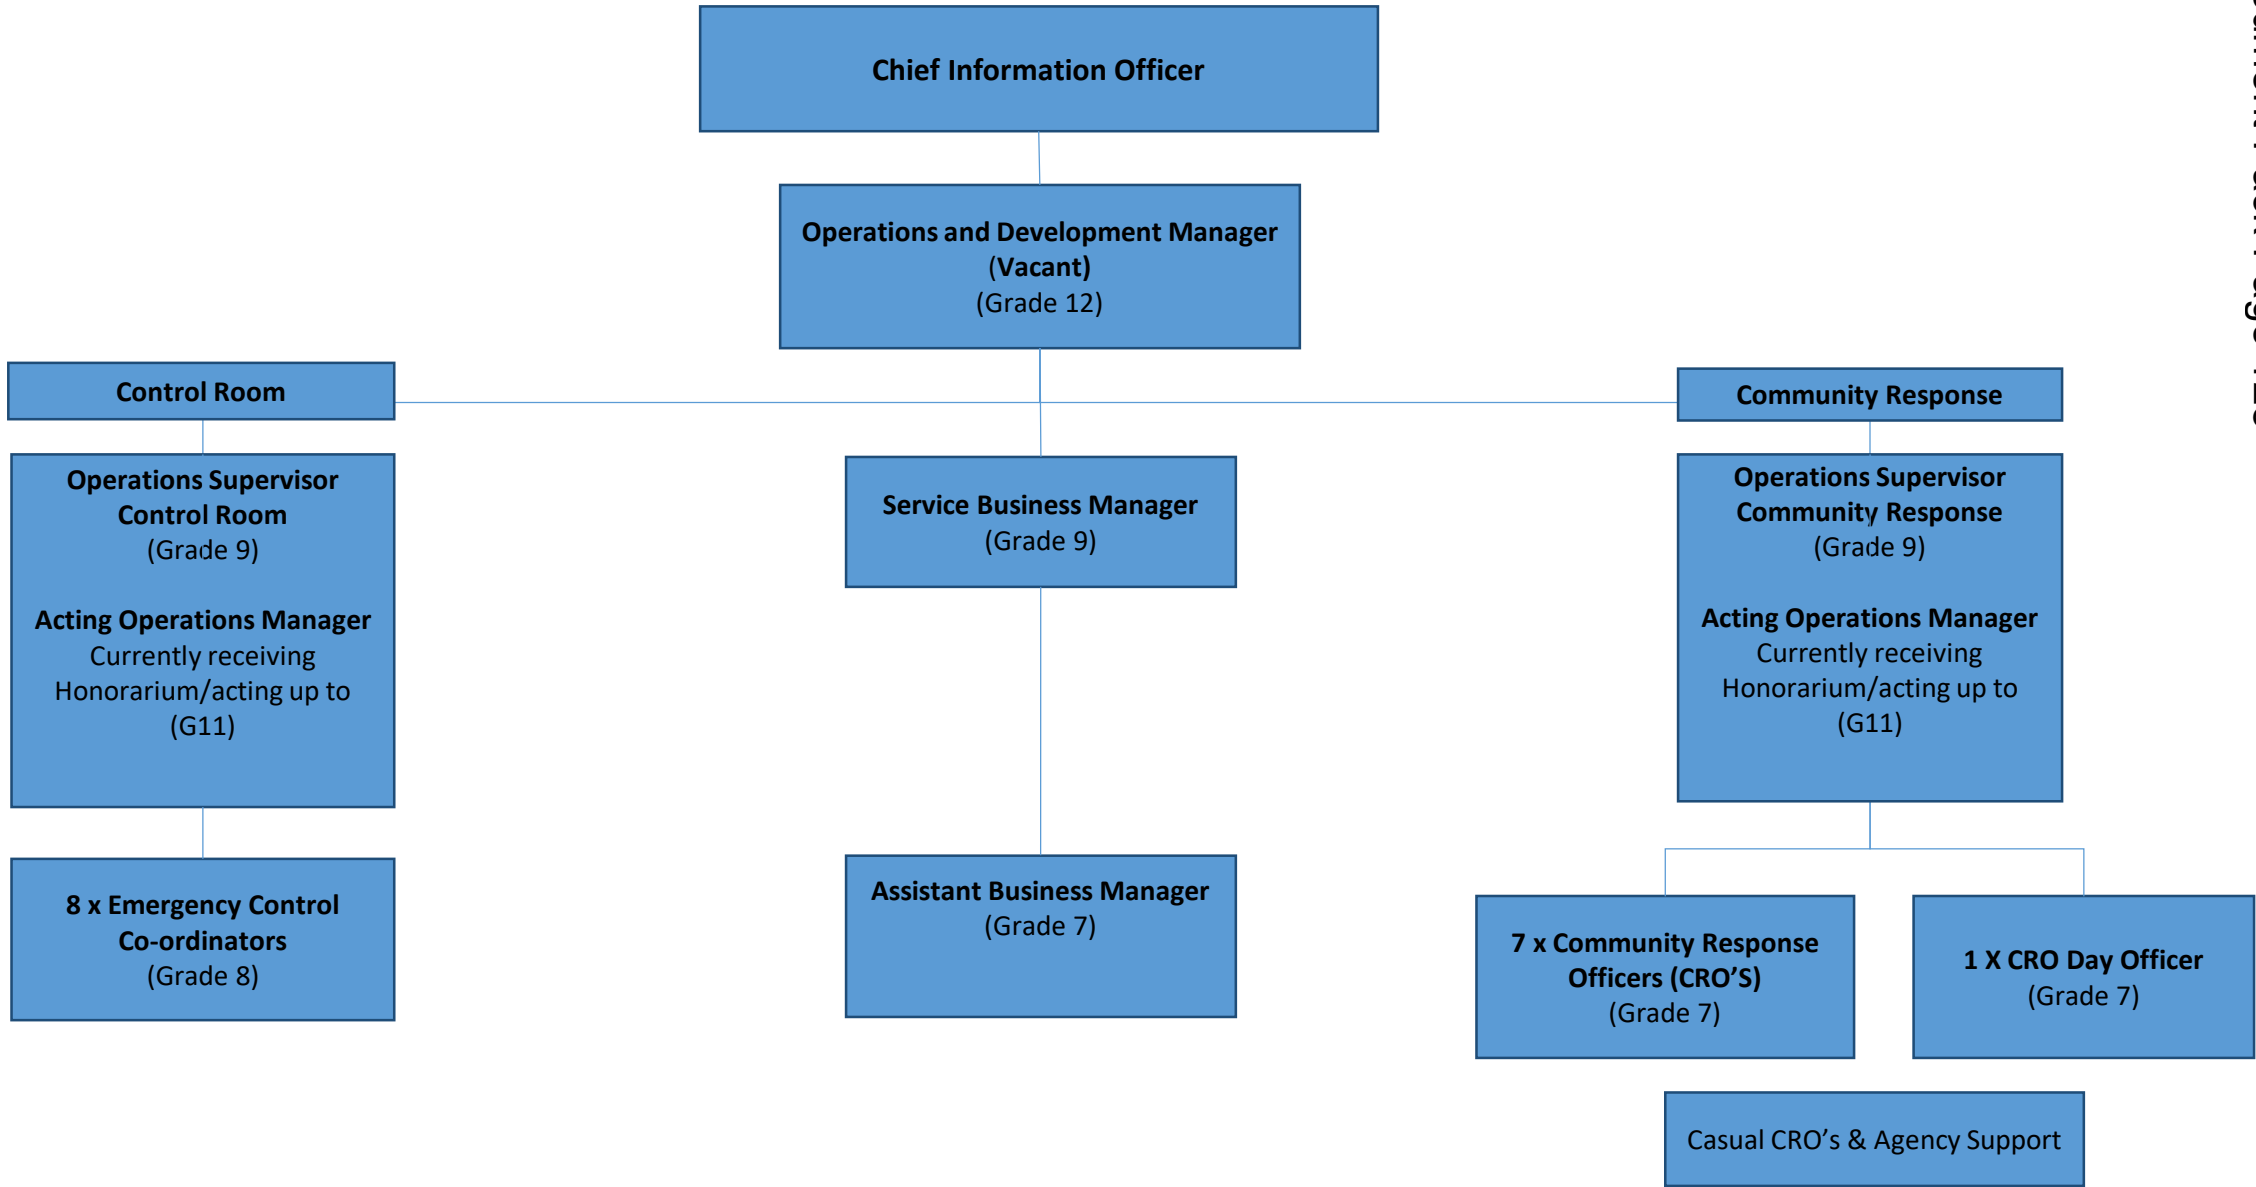 Chief Information Officer
Operations and Development Manager
(Vacant)
(Grade 12)
Control Room
Community Response
Operations Supervisor
Control Room
(Grade 9)
Acting Operations Manager
Currently receiving
Honorarium/acting up to
(G11)
Service Business Manager
(Grade 9)
Operations Supervisor
Community Response
(Grade 9)
Acting Operations Manager
Currently receiving
Honorarium/acting up to
(G11)
8 x Emergency Control
Co-ordinators
(Grade 8)
Assistant Business Manager
(Grade 7)
7 x Community Response
Officers (CRO’S)
(Grade 7)
1 X CRO Day Officer
(Grade 7)
Casual CRO’s & Agency Support